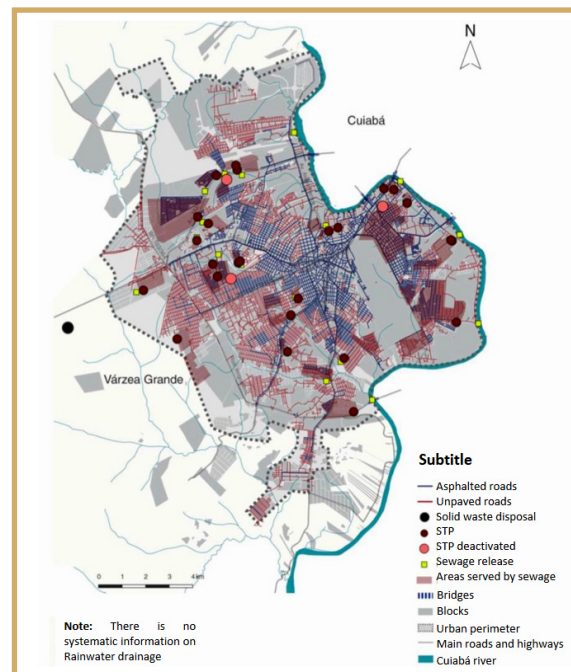 N
Cuiabá
Várzea Grande
Subtitle
Asphalted roads
Unpaved roads
Solid waste disposal
STP
STP deactivated
Sewage release
Areas served by sewage
Bridges
Blocks
Urban perimeter
Main roads and highways
Cuiabá river
0 1 2 4 km
Note: There is no
systematic information on
Rainwater drainage